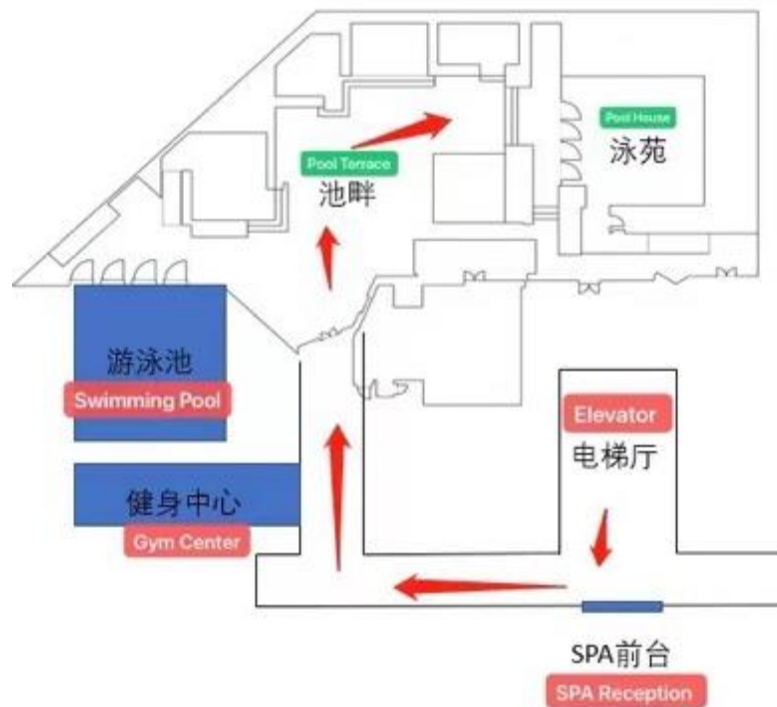 Pool House
泳苑
Pool Terrace
池畔
游泳池
Swimming Pool
Elevator
电梯厅
健身中心
Gym Center
SPA前台
SPA Reception